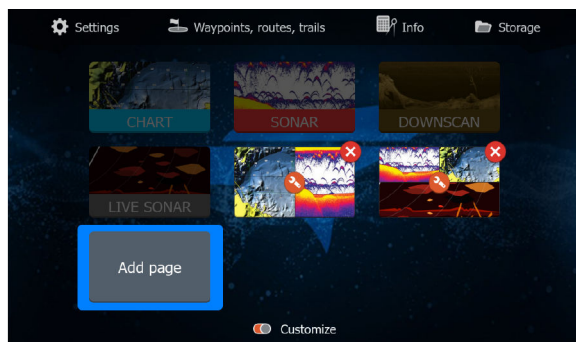 Settings
Waypoints, routes, trails
Info
Storage
CHART
SONAR
DOWNSCAN
LIVE SONAR
Add page
Customize